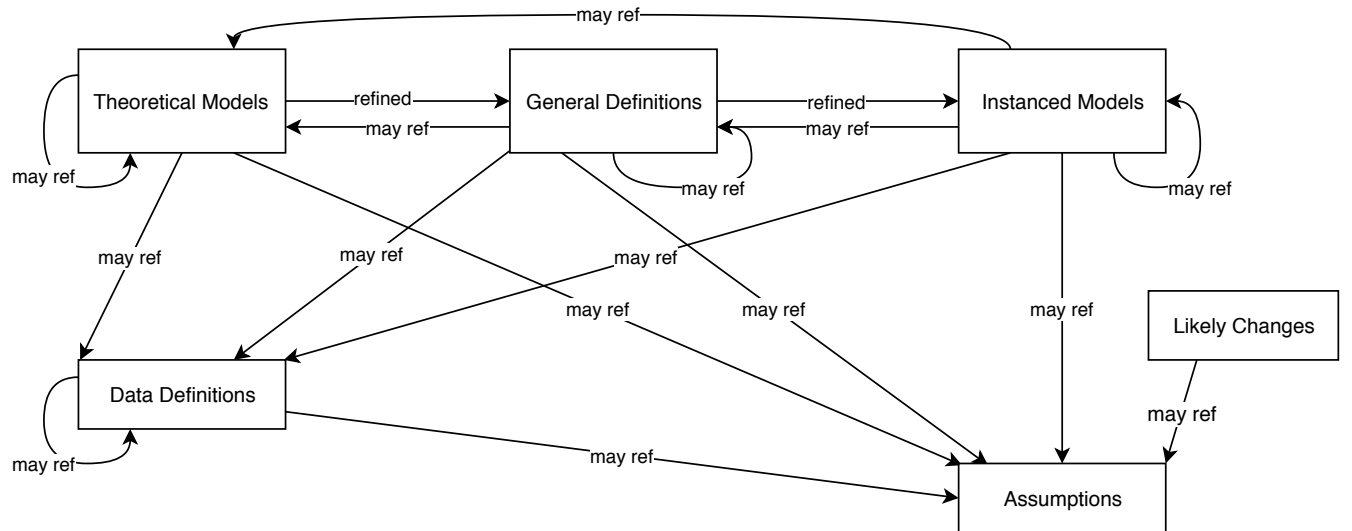 may ref
Theoretical Models
refined
General Definitions
refined
Instanced Models
may ref
may ref
may ref
may ref
may ref
may ref
may ref
may ref
may ref
may ref
may ref
may ref
Likely Changes
Data Definitions
may ref
may ref
may ref
Assumptions